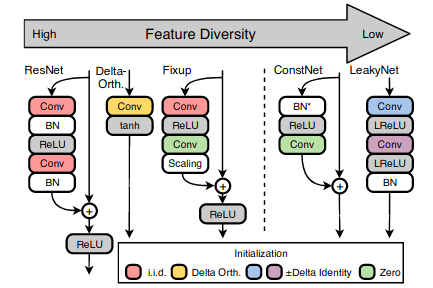 High Feature Diversity Low
ResNet
Conv
BN
ReLU
Conv
BN
+
ReLU
Delta-
Orth.
Conv
tanh
Fixup
Conv
ReLU
Conv
Scaling
+
ReLU
ConstNet
BN*
ReLU
Conv
+
LeakyNet
Conv
LReLU
Conv
LReLU
BN
Initialization
i.i.d. Delta Orth. ±Delta Identity Zero